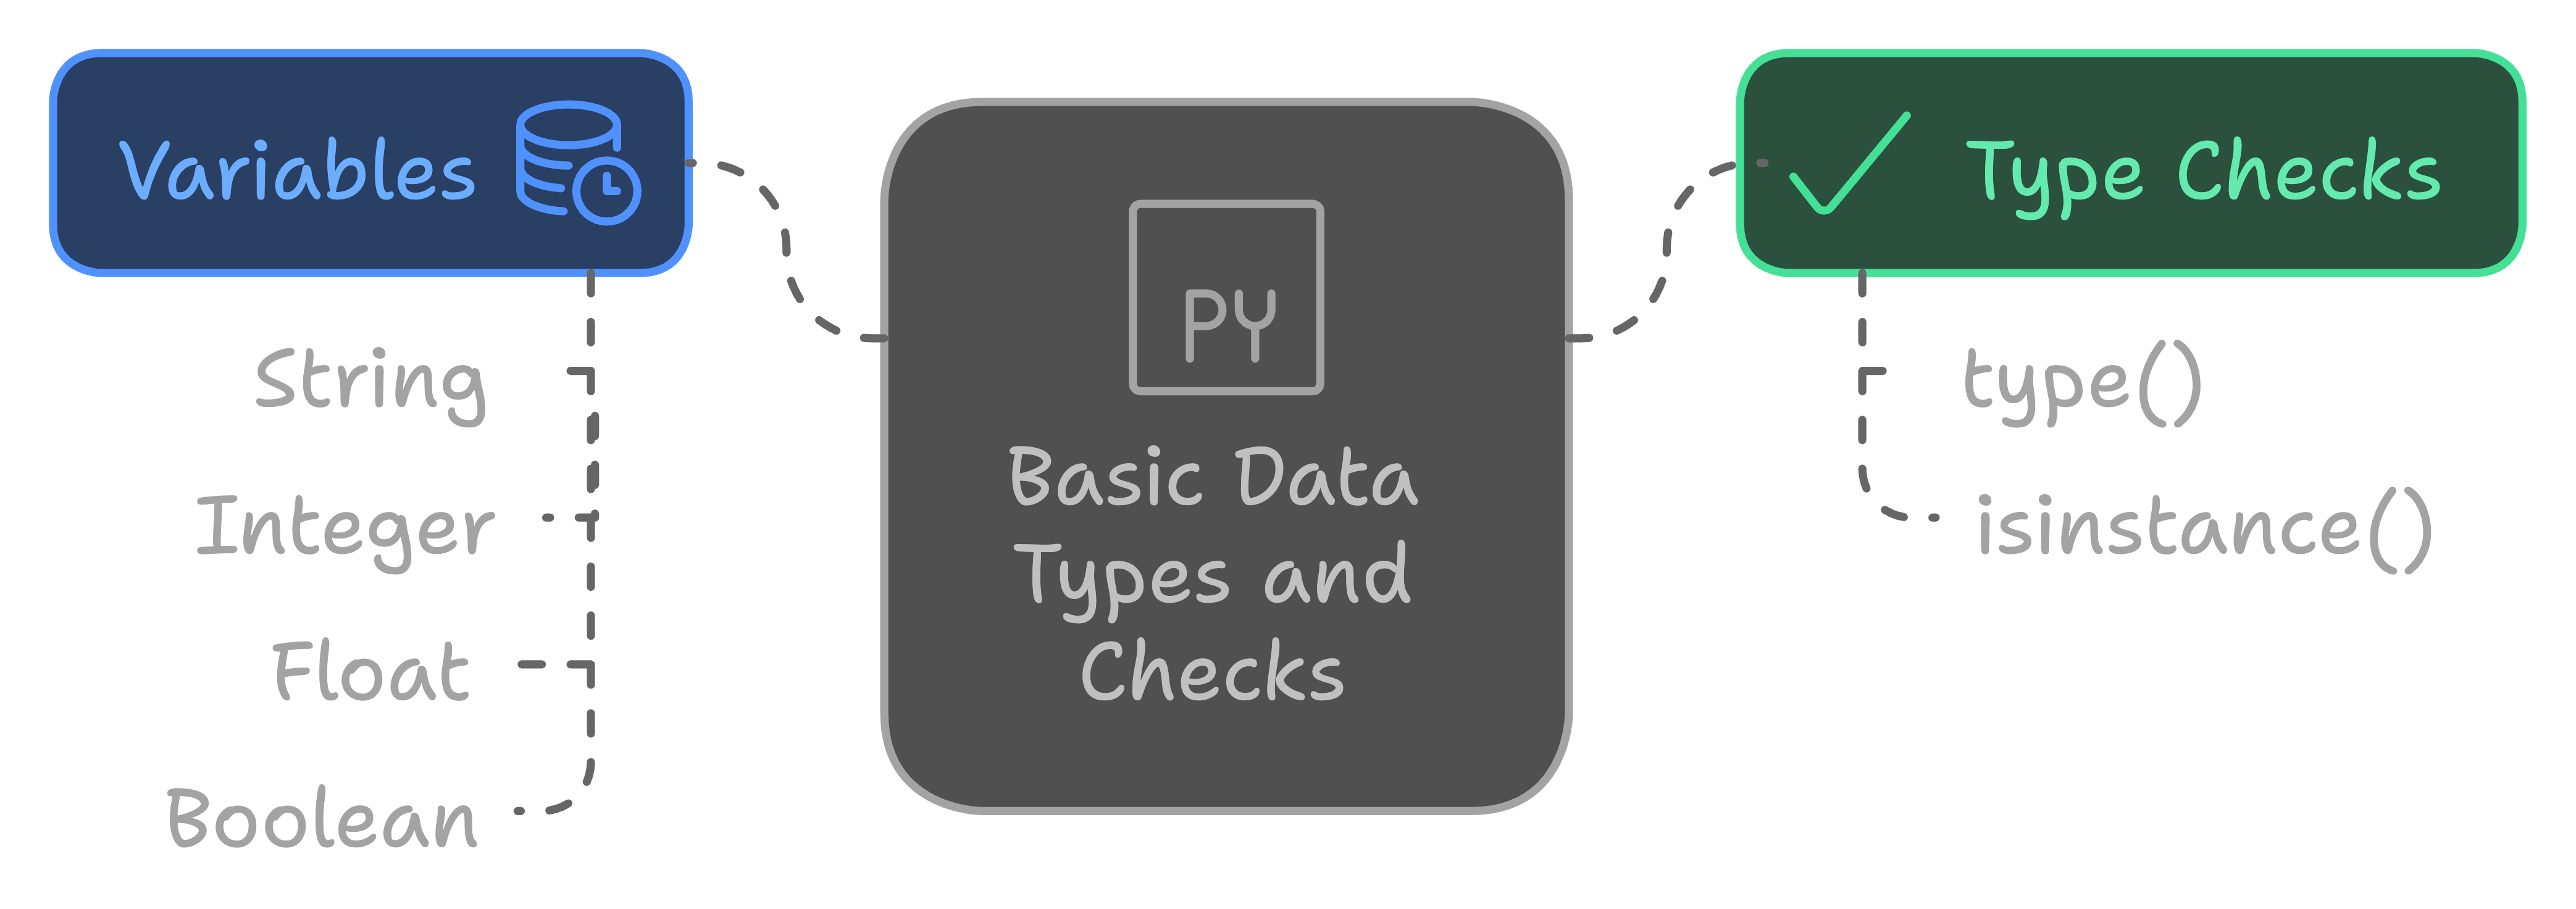 Variables
String
Integer
Float
Boolean
PY
Basic Data
Types and
Checks
Type Checks
type()
isinstance()